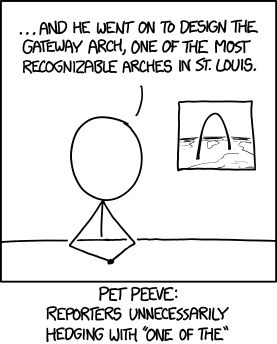 ...AND HE WENT ON TO DESIGN THE
GATEWAY ARCH, ONE OF THE MOST
RECOGNIZABLE ARCHES IN ST. LOUIS.
PET PEEVE:
REPORTERS UNNECESSARILY
HEDGING WITH "ONE OF THE"